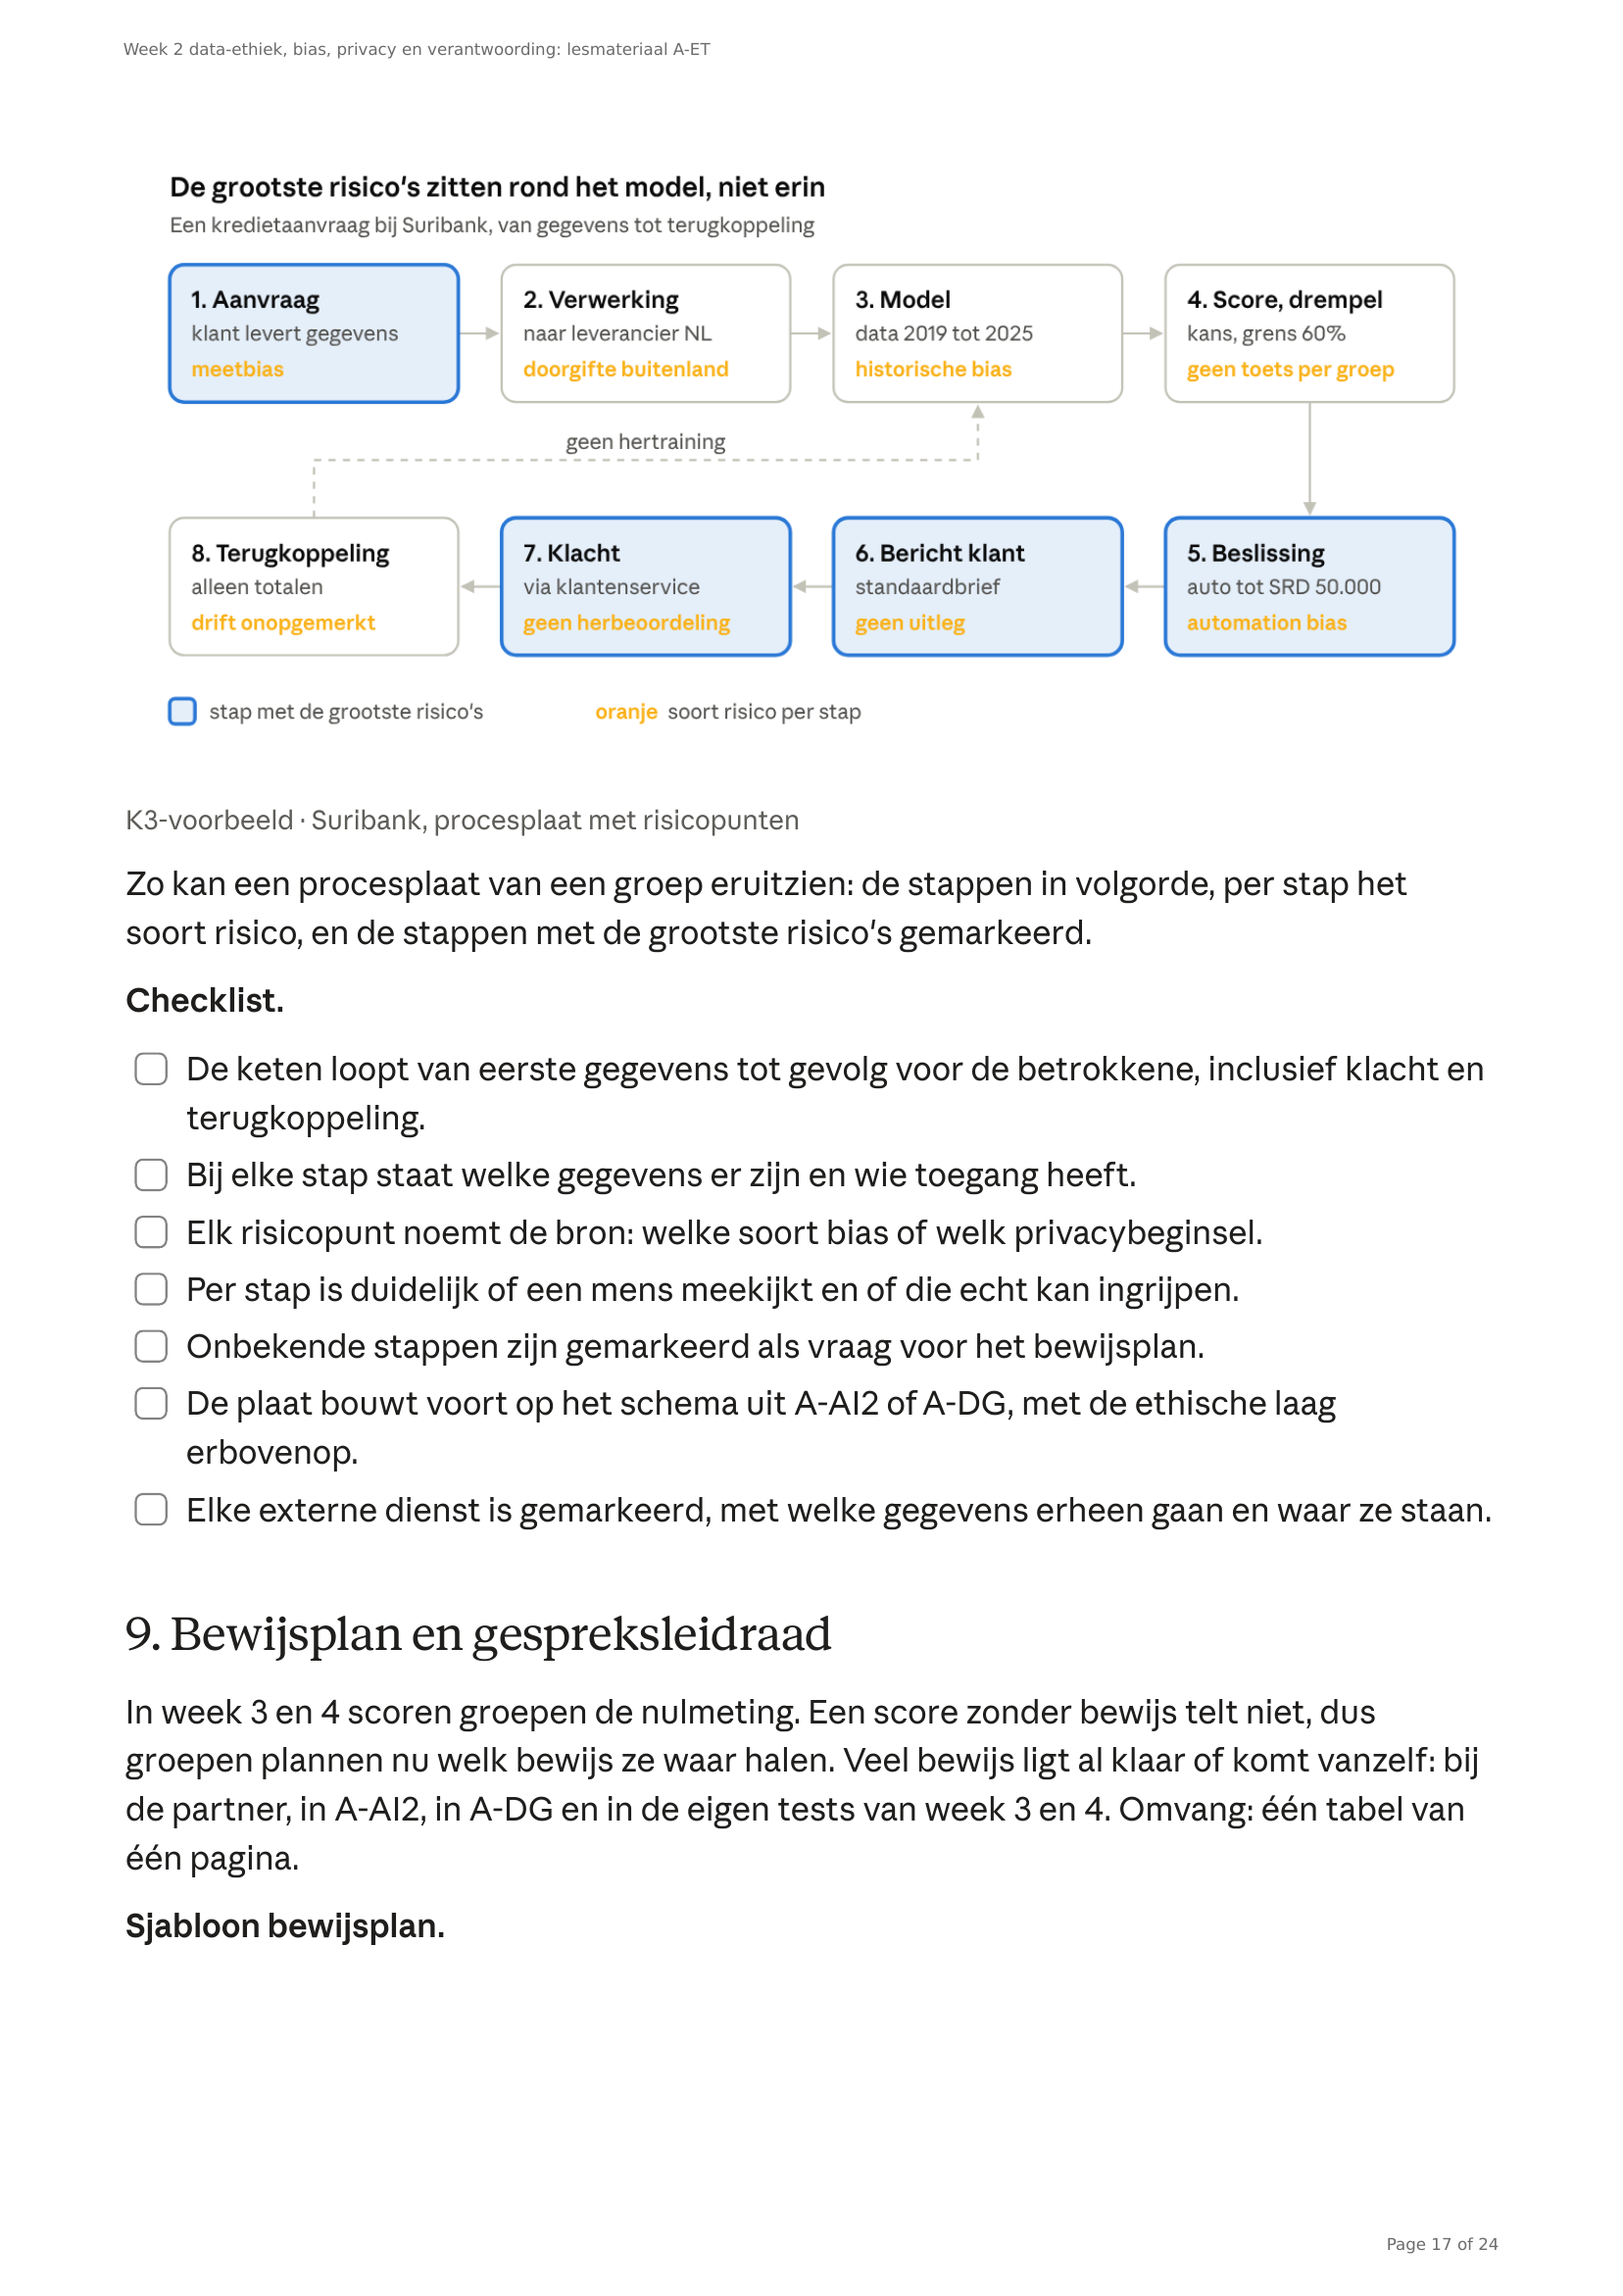 Week 2 data-ethiek, bias, privacy en verantwoording: lesmateriaal A-ET
De grootste risico's zitten rond het model, niet erin
Een kredietaanvraag bij Suribank, van gegevens tot terugkoppeling
1. Aanvraag
klant levert gegevens
meetbias
2. Verwerking
naar leverancier NL
doorgifte buitenland
3. Model
data 2019 tot 2025
historische bias
4. Score, drempel
kans, grens 60%
geen toets per groep
geen hertraining
8. Terugkoppeling
alleen totalen
drift onopgemerkt
7. Klacht
via klantenservice
geen herbeoordeling
6. Bericht klant
standaardbrief
geen uitleg
5. Beslissing
auto tot SRD 50.000
automation bias
stap met de grootste risico's
oranje soort risico per stap
K3-voorbeeld · Suribank, procesplaat met risicopunten
Zo kan een procesplaat van een groep eruitzien: de stappen in volgorde, per stap het
soort risico, en de stappen met de grootste risico's gemarkeerd.
Checklist.
De keten loopt van eerste gegevens tot gevolg voor de betrokkene, inclusief klacht en
terugkoppeling.
Bij elke stap staat welke gegevens er zijn en wie toegang heeft.
Elk risicopunt noemt de bron: welke soort bias of welk privacybeginsel.
Per stap is duidelijk of een mens meekijkt en of die echt kan ingrijpen.
Onbekende stappen zijn gemarkeerd als vraag voor het bewijsplan.
De plaat bouwt voort op het schema uit A-AI2 of A-DG, met de ethische laag
erbovenop.
Elke externe dienst is gemarkeerd, met welke gegevens erheen gaan en waar ze staan.
9. Bewijsplan en gespreksleidraad
In week 3 en 4 scoren groepen de nulmeting. Een score zonder bewijs telt niet, dus
groepen plannen nu welk bewijs ze waar halen. Veel bewijs ligt al klaar of komt vanzelf: bij
de partner, in A-AI2, in A-DG en in de eigen tests van week 3 en 4. Omvang: één tabel van
één pagina.
Sjabloon bewijsplan.
Page 17 of 24